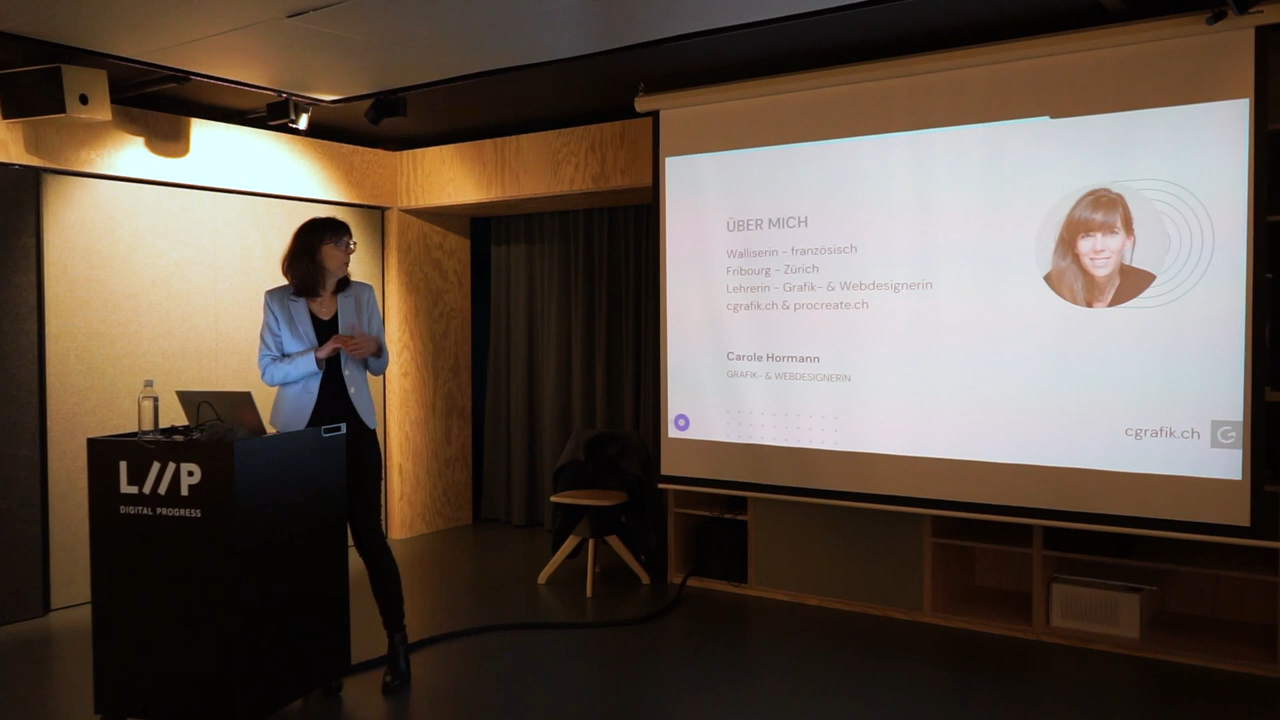 LIIP
DIGITAL PROGRESS
ÜBER MICH
Walliserin – französisch
Fribourg – Zürich
Lehrerin – Grafik- & Webdesignerin
cgrafik.ch & procreate.ch
Carole Hormann
GRAFIK- & WEBDESIGNERIN
cgrafik.ch
G